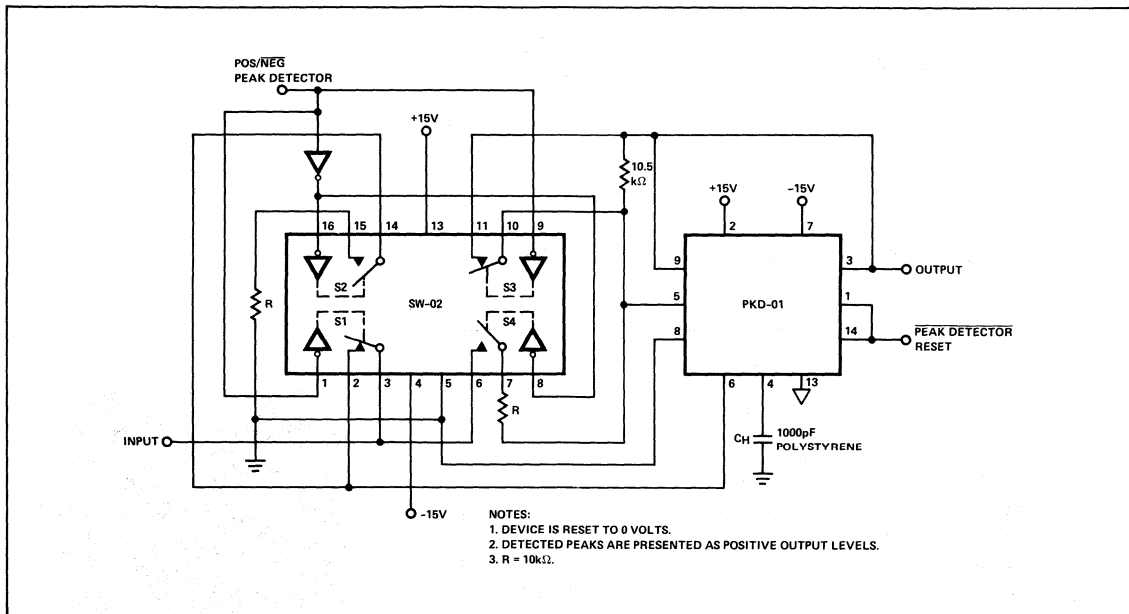 POS/NEG
PEAK DETECTOR
+15V
10.5
kΩ
+15V
-15V
16 15 14 13 11 10 9
2 7
S2
S3
R
SW-02
S1
S4
9
5
8
PKD-01
3
OUTPUT
1
14
PEAK DETECTOR
RESET
1 2 3 4 5 6 7 8
6 4 13
R
INPUT
CH
1000pF
POLYSTYRENE
-15V
NOTES:
1. DEVICE IS RESET TO 0 VOLTS.
2. DETECTED PEAKS ARE PRESENTED AS POSITIVE OUTPUT LEVELS.
3. R = 10kΩ.